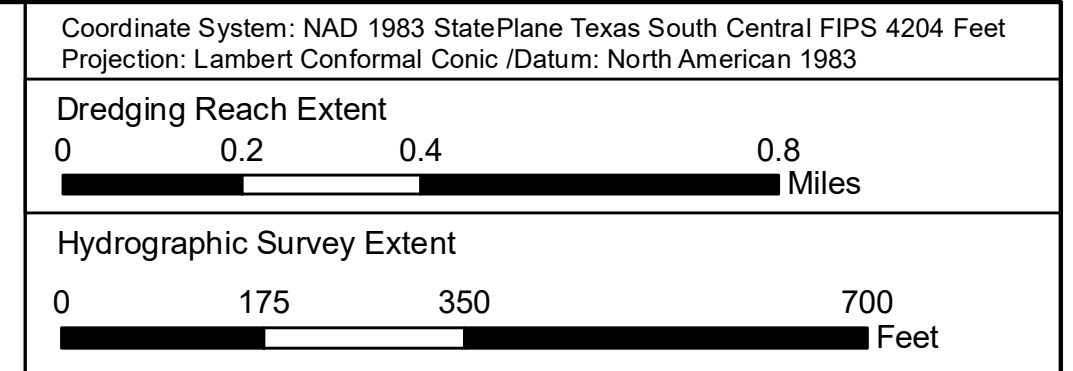 Coordinate System: NAD 1983 StatePlane Texas South Central FIPS 4204 Feet
Projection: Lambert Conformal Conic /Datum: North American 1983
Dredging Reach Extent
0 0.2 0.4 0.8
Miles
Hydrographic Survey Extent
0 175 350 700
Feet